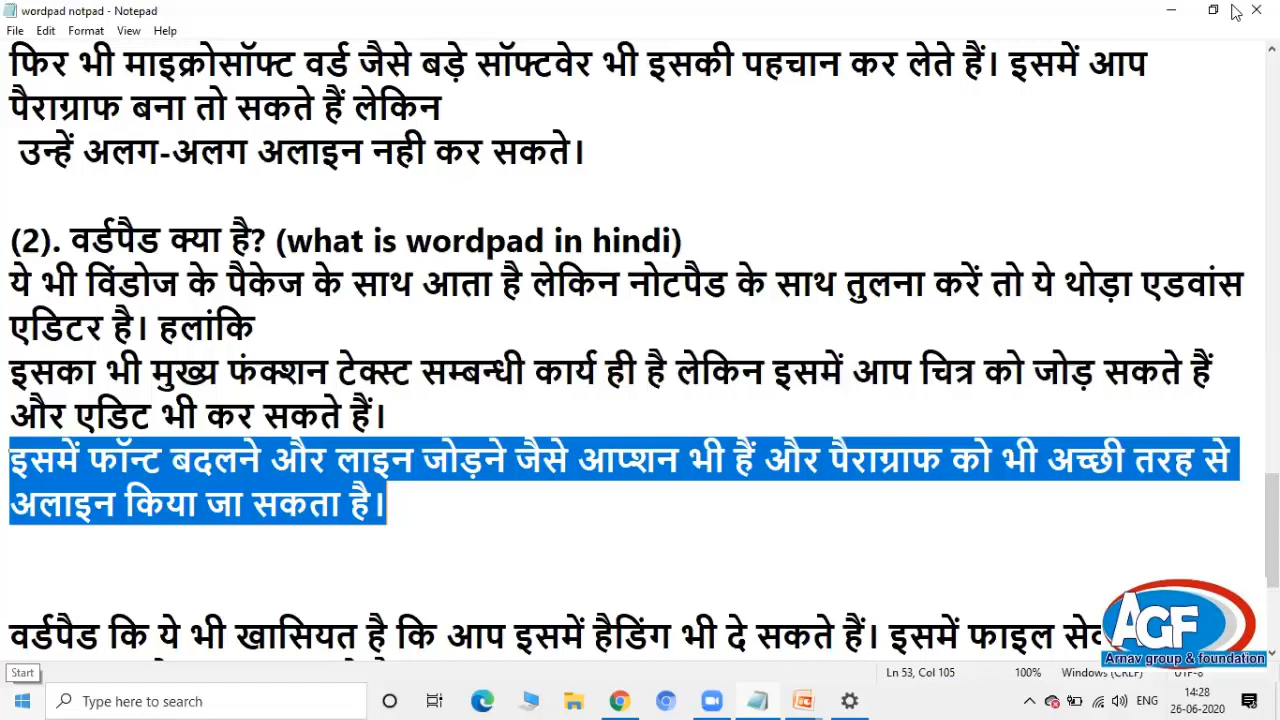 wordpad notpad - Notepad
File Edit Format View Help
फिर भी माइक्रोसॉफ्ट वर्ड जैसे बड़े सॉफ्टवेर भी इसकी पहचान कर लेते हैं। इसमें आप
पैराग्राफ बना तो सकते हैं लेकिन
उन्हें अलग-अलग अलाइन नही कर सकते।
(2). वर्डपैड क्या है? (what is wordpad in hindi)
ये भी विंडोज के पैकेज के साथ आता है लेकिन नोटपैड के साथ तुलना करें तो ये थोड़ा एडवांस
एडिटर है। हलांकि
इसका भी मुख्य फंक्शन टेक्स्ट सम्बन्धी कार्य ही है लेकिन इसमें आप चित्र को जोड़ सकते हैं
और एडिट भी कर सकते हैं।
इसमें फॉन्ट बदलने और लाइन जोड़ने जैसे आप्शन भी हैं और पैराग्राफ को भी अच्छी तरह से
अलाइन किया जा सकता है।
वर्डपैड कि ये भी खासियत है कि आप इसमें हैडिंग भी दे सकते हैं। इसमें फाइल
AGF
Arnav group & foundation
Start
Ln 53, Col 105 100% Windows (CRLF) UTF-8
Type here to search
ENG
14:28
26-06-2020